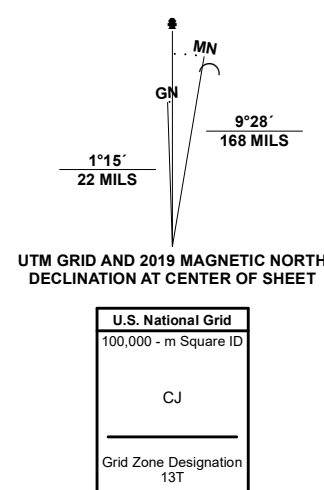 MN
GN
9°28´
168 MILS
1°15´
22 MILS
UTM GRID AND 2019 MAGNETIC NORTH
DECLINATION AT CENTER OF SHEET
U.S. National Grid
100,000 - m Square ID
CJ
Grid Zone Designation
13T